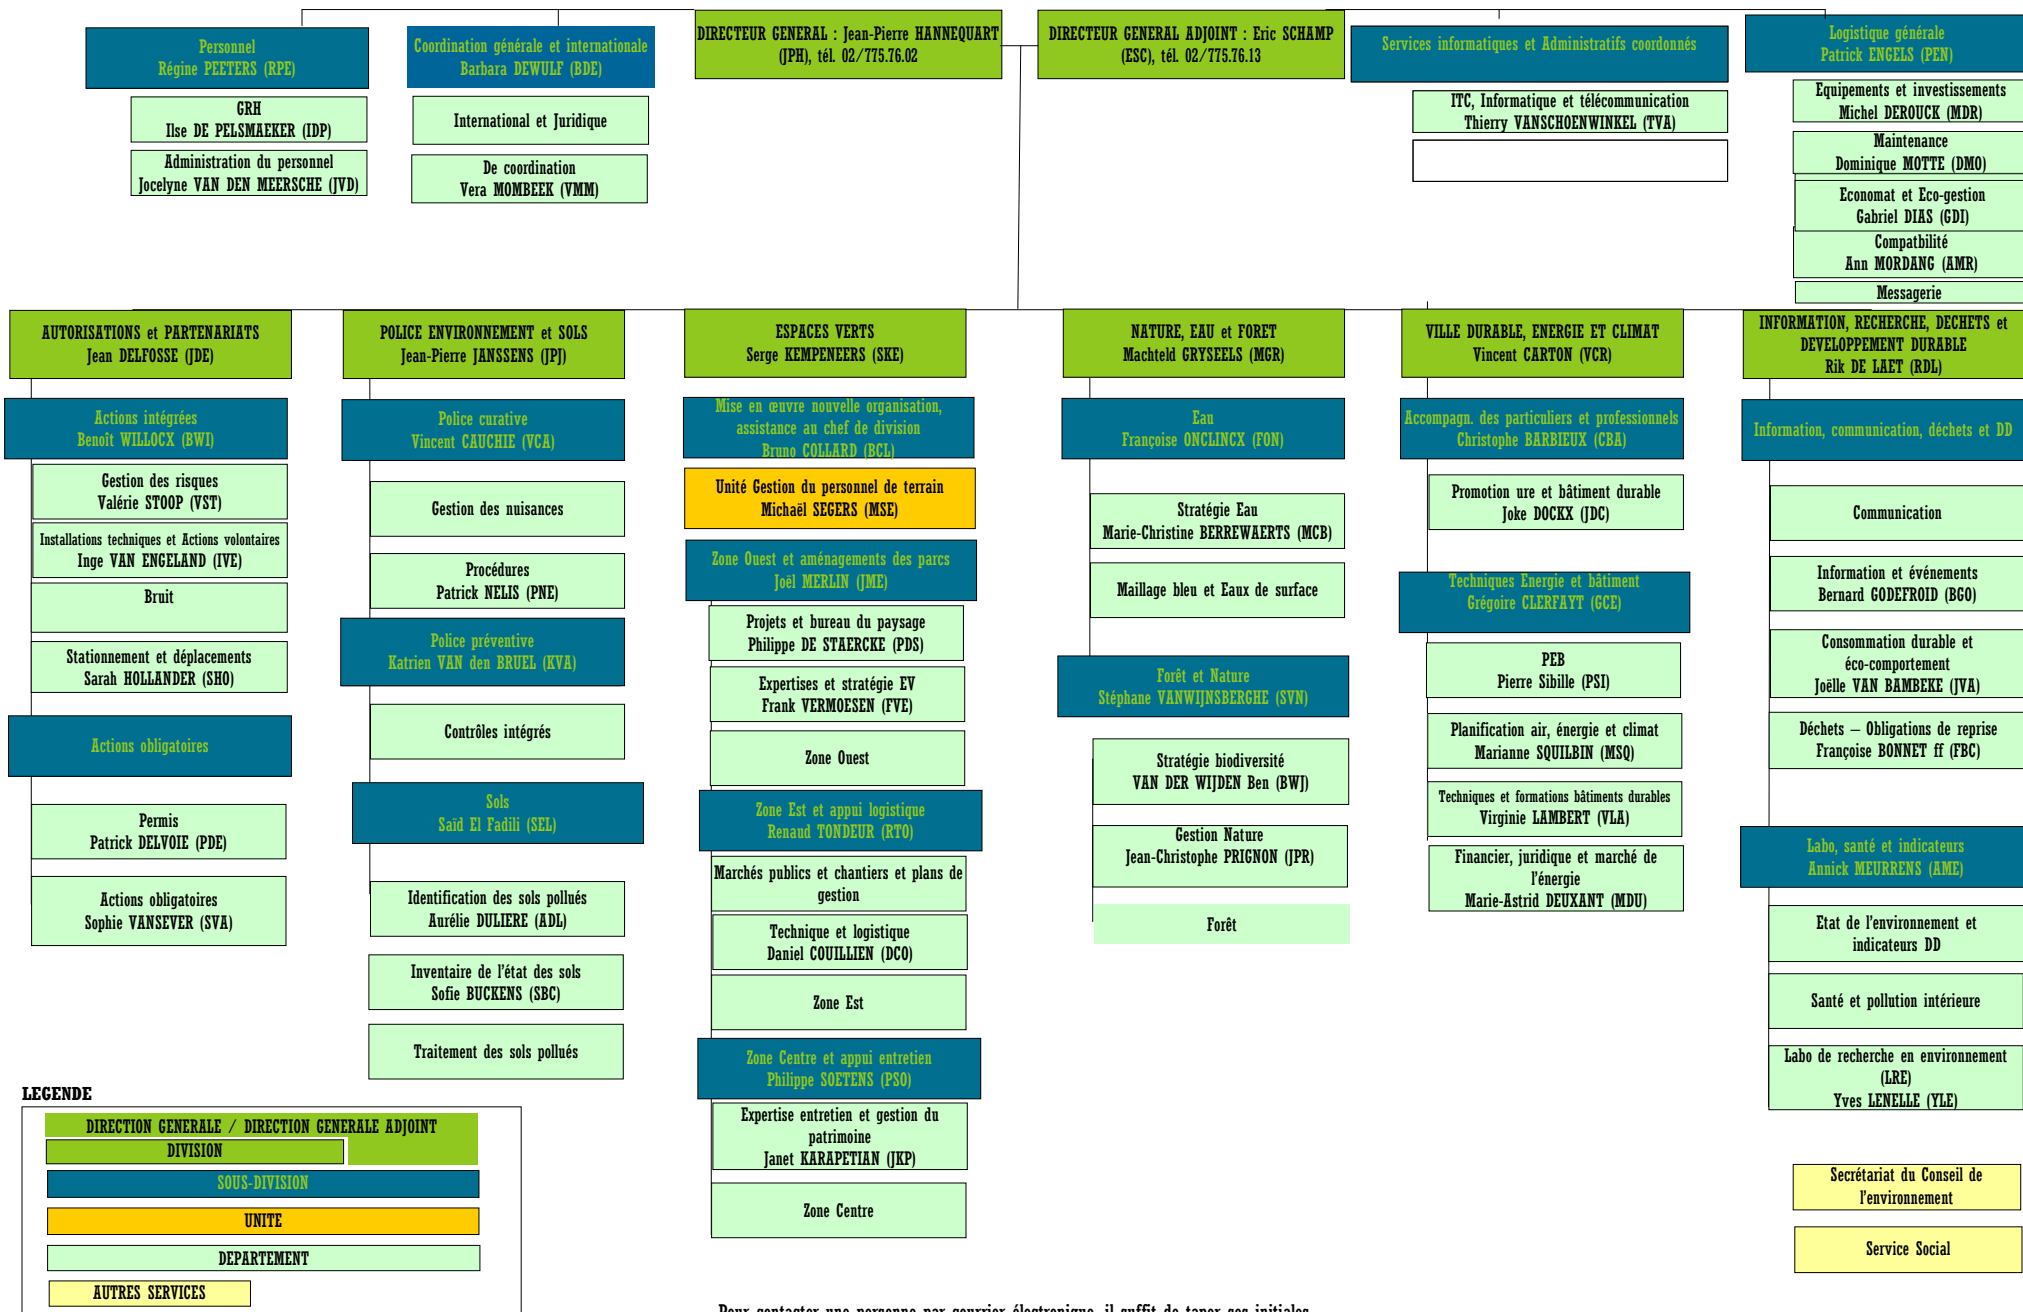 Personnel
Régine PEETERS (RPE)
GRH
Ilse DE PELSMAEKER (IDP)
Administration du personnel
Jocelyne VAN DEN MEERSCHE (JVD)
Coordination générale et internationale
Barbara DEWULF (BDE)
International et Juridique
De coordination
Vera MOMBEEK (VMM)
DIRECTEUR GENERAL : Jean-Pierre HANNEQUART
(JPH), tél. 02/775.76.02
DIRECTEUR GENERAL ADJOINT : Eric SCHAMP
(ESC), tél. 02/775.76.13
Services informatiques et Administratifs coordonnés
ITC, Informatique et télécommunication
Thierry VANSCHOENWINKEL (TVA)
Logistique générale
Patrick ENGELS (PEN)
Equipements et investissements
Michel DEROUCK (MDR)
Maintenance
Dominique MOTTE (DMO)
Economat et Eco-gestion
Gabriel DIAS (GDI)
Compatbilité
Ann MORDANG (AMR)
Messagerie
AUTORISATIONS et PARTENARIATS
Jean DELFOSSE (JDE)
Actions intégrées
Benoît WILLOCX (BWI)
Gestion des risques
Valérie STOOP (VST)
Installations techniques et Actions volontaires
Inge VAN ENGELAND (IVE)
Bruit
Stationnement et déplacements
Sarah HOLLANDER (SHO)
Actions obligatoires
Permis
Patrick DELVOIE (PDE)
Actions obligatoires
Sophie VANSEVER (SVA)
POLICE ENVIRONNEMENT et SOLS
Jean-Pierre JANSSENS (JPJ)
Police curative
Vincent CAUCHIE (VCA)
Gestion des nuisances
Procédures
Patrick NELIS (PNE)
Police préventive
Katrien VAN den BRUEL (KVA)
Contrôles intégrés
Sols
Saïd El Fadili (SEL)
Identification des sols pollués
Aurélie DULIERE (ADL)
Inventaire de l'état des sols
Sofie BUCKENS (SBC)
Traitement des sols pollués
ESPACES VERTS
Serge KEMPENEERS (SKE)
Mise en œuvre nouvelle organisation,
assistance au chef de division
Bruno COLLARD (BCL)
Unité Gestion du personnel de terrain
Michaël SEGERS (MSE)
Zone Ouest et aménagements des parcs
Joël MERLIN (JME)
Projets et bureau du paysage
Philippe DE STAERCKE (PDS)
Expertises et stratégie EV
Frank VERMOESEN (FVE)
Zone Ouest
Zone Est et appui logistique
Renaud TONDEUR (RTO)
Marchés publics et chantiers et plans de
gestion
Technique et logistique
Daniel COUILLIEN (DCO)
Zone Est
Zone Centre et appui entretien
Philippe SOETENS (PSO)
Expertise entretien et gestion du
patrimoine
Janet KARAPETIAN (JKP)
Zone Centre
NATURE, EAU et FORET
Machteld GRYSEELS (MGR)
Eau
Françoise ONCLINCX (FON)
Stratégie Eau
Marie-Christine BERREWAERTS (MCB)
Maillage bleu et Eaux de surface
Forêt et Nature
Stéphane VANWIJNSBERGHE (SVN)
Stratégie biodiversité
VAN DER WIJDEN Ben (BWJ)
Gestion Nature
Jean-Christophe PRIGNON (JPR)
Forêt
VILLE DURABLE, ENERGIE ET CLIMAT
Vincent CARTON (VCR)
Accompagn. des particuliers et professionnels
Christophe BARBIEUX (CBA)
Promotion ure et bâtiment durable
Joke DOCKX (JDC)
Techniques Energie et bâtiment
Grégoire CLERFAYT (GCE)
PEB
Pierre Sibille (PSI)
Planification air, énergie et climat
Marianne SQUILBIN (MSQ)
Techniques et formations bâtiments durables
Virginie LAMBERT (VLA)
Financier, juridique et marché de
l'énergie
Marie-Astrid DEUXANT (MDU)
INFORMATION, RECHERCHE, DECHETS et
DEVELOPPEMENT DURABLE
Rik DE LAET (RDL)
Information, communication, déchets et DD
Communication
Information et événements
Bernard GODEFROID (BGO)
Consommation durable et
éco-comportement
Joëlle VAN BAMBEKE (JVA)
Déchets – Obligations de reprise
Françoise BONNET ff (FBC)
Labo, santé et indicateurs
Annick MEURRENS (AME)
Etat de l'environnement et
indicateurs DD
Santé et pollution intérieure
Labo de recherche en environnement
(LRE)
Yves LENELLE (YLE)
Secrétariat du Conseil de
l'environnement
Service Social
LEGENDE
DIRECTION GENERALE / DIRECTION GENERALE ADJOINT
DIVISION
SOUS-DIVISION
UNITE
DEPARTEMENT
AUTRES SERVICES
Pour contacter une personne par courrier électronique, il suffit de taper ses initiales